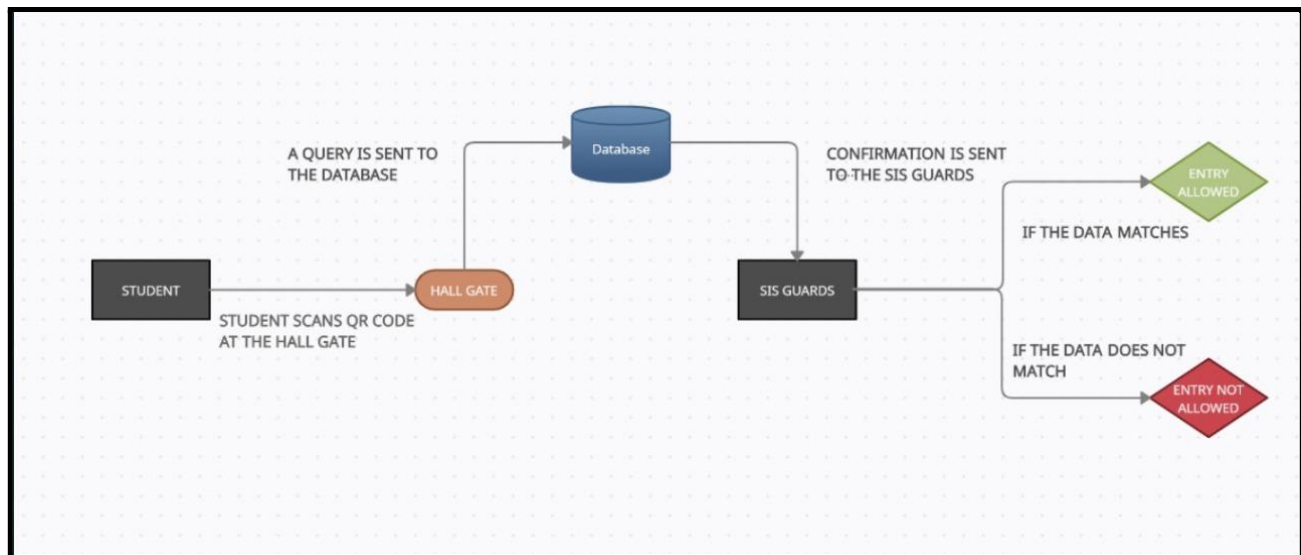 A QUERY IS SENT TO
THE DATABASE
Database
CONFIRMATION IS SENT
TO THE SIS GUARDS
ENTRY
ALLOWED
IF THE DATA MATCHES
STUDENT
STUDENT SCANS QR CODE
AT THE HALL GATE
HALL GATE
SIS GUARDS
IF THE DATA DOES NOT
MATCH
ENTRY NOT
ALLOWED